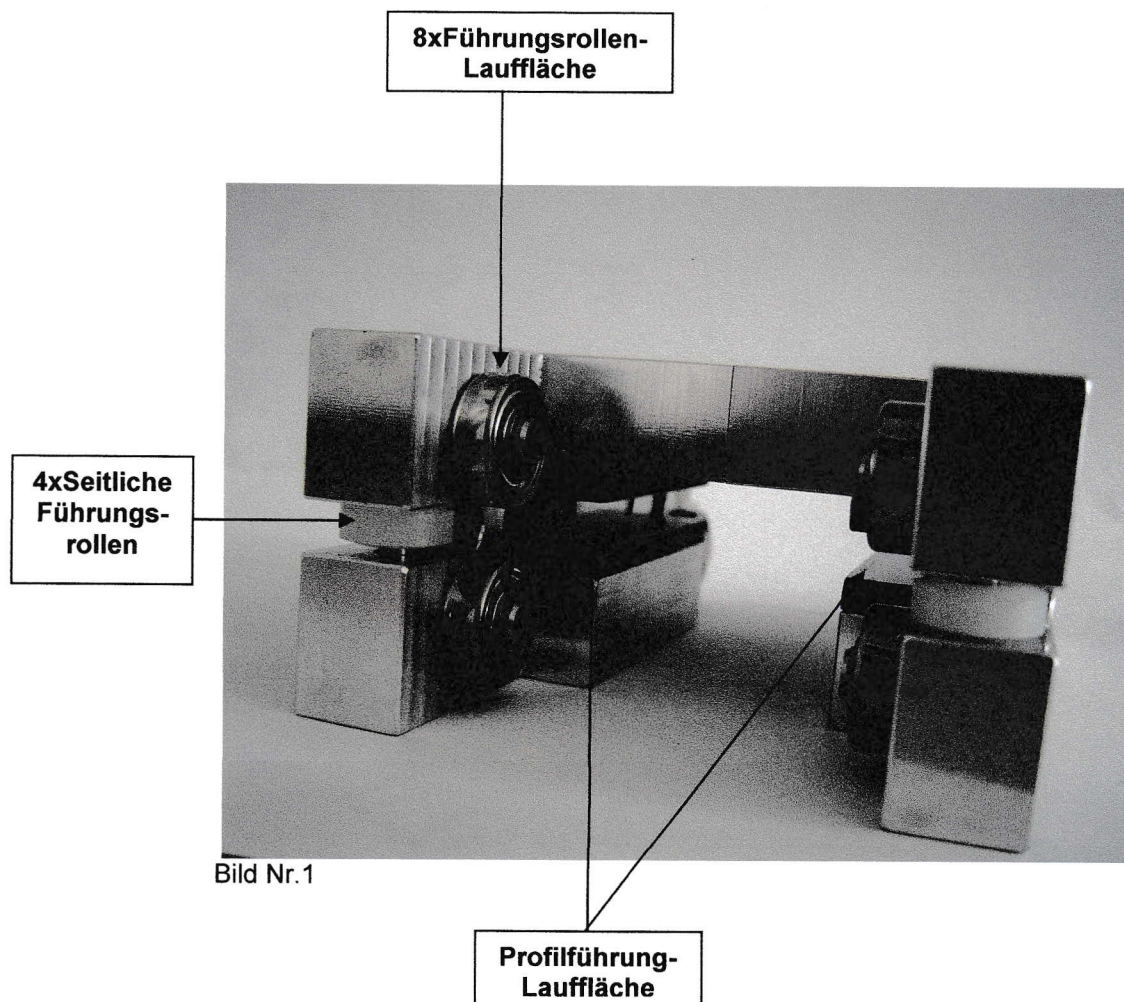 8xFührungsrollen-
Lauffläche
4xSeitliche
Führungs-
rollen
Bild Nr.1
Profilführung-
Lauffläche